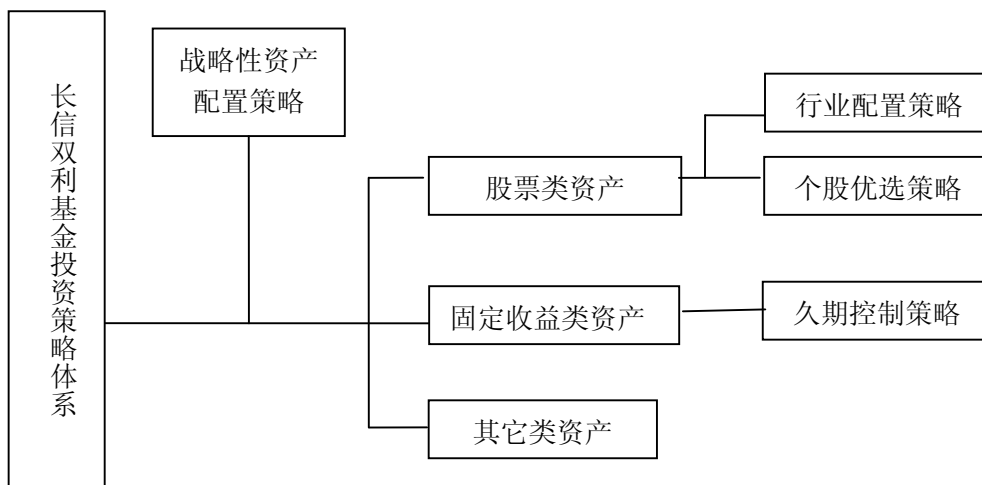 长信双利基金投资策略体系
战略性资产
配置策略
行业配置策略
股票类资产
个股优选策略
固定收益类资产
久期控制策略
其它类资产